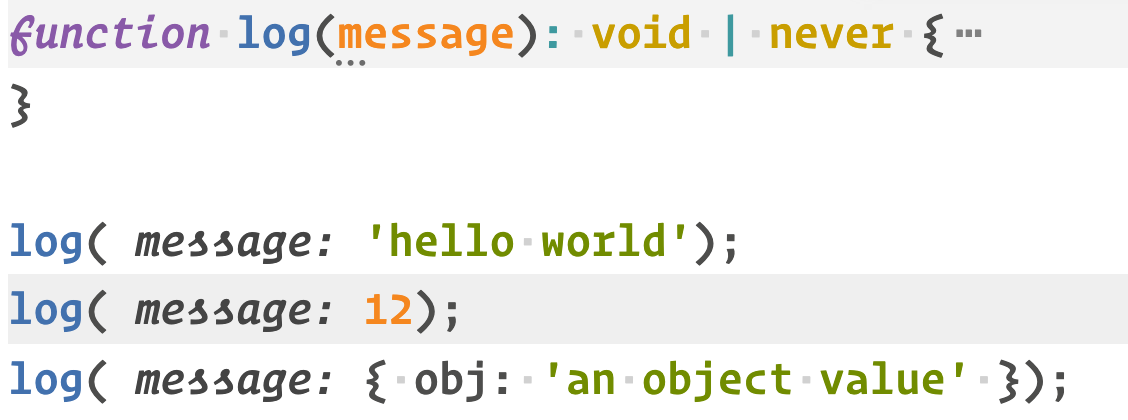 function log(message): void | never {…
}
log( message: 'hello world');
log( message: 12);
log( message: { obj: 'an object value' });